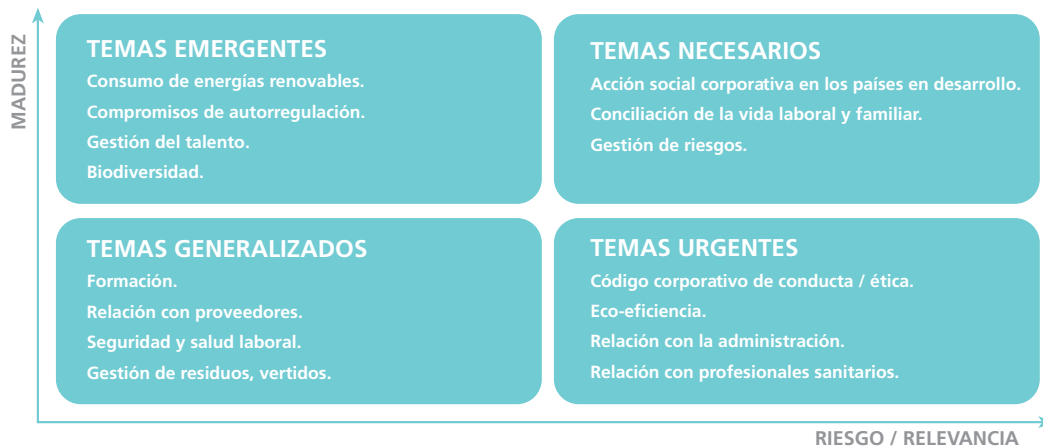 MADUREZ
TEMAS EMERGENTES
Consumo de energías renovables.
Compromisos de autorregulación.
Gestión del talento.
Biodiversidad.
TEMAS NECESARIOS
Acción social corporativa en los países en desarrollo.
Conciliación de la vida laboral y familiar.
Gestión de riesgos.
TEMAS GENERALIZADOS
Formación.
Relación con proveedores.
Seguridad y salud laboral.
Gestión de residuos, vertidos.
TEMAS URGENTES
Código corporativo de conducta / ética.
Eco-eficiencia.
Relación con la administración.
Relación con profesionales sanitarios.
RIESGO / RELEVANCIA